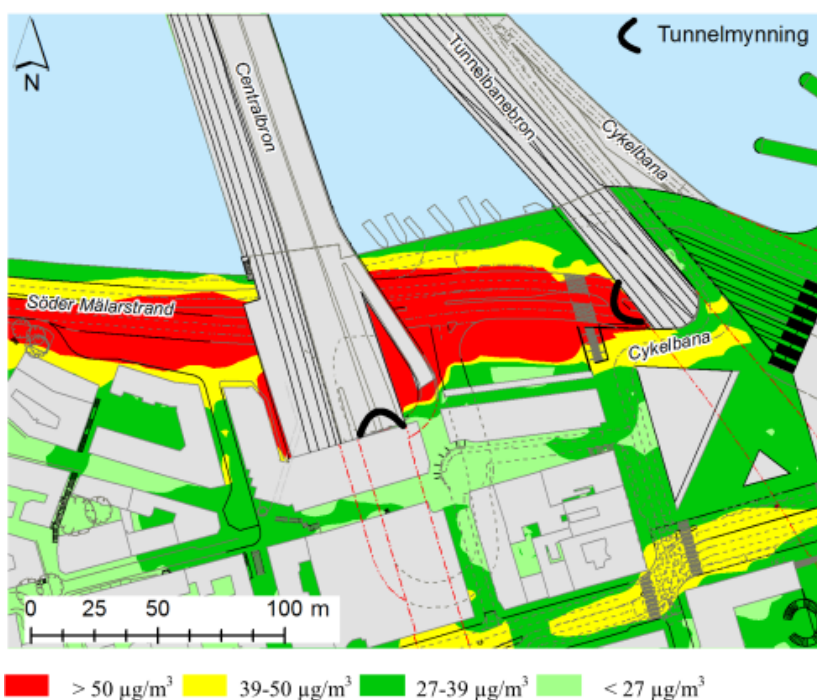 Tunnelmynning
N
Centralbron
Tunnelbanebron
Cykelbana
Söder Mälarstrand
Cykelbana
0 25 50 100 m
> 50 µg/m³ 39-50 µg/m³ 27-39 µg/m³ < 27 µg/m³